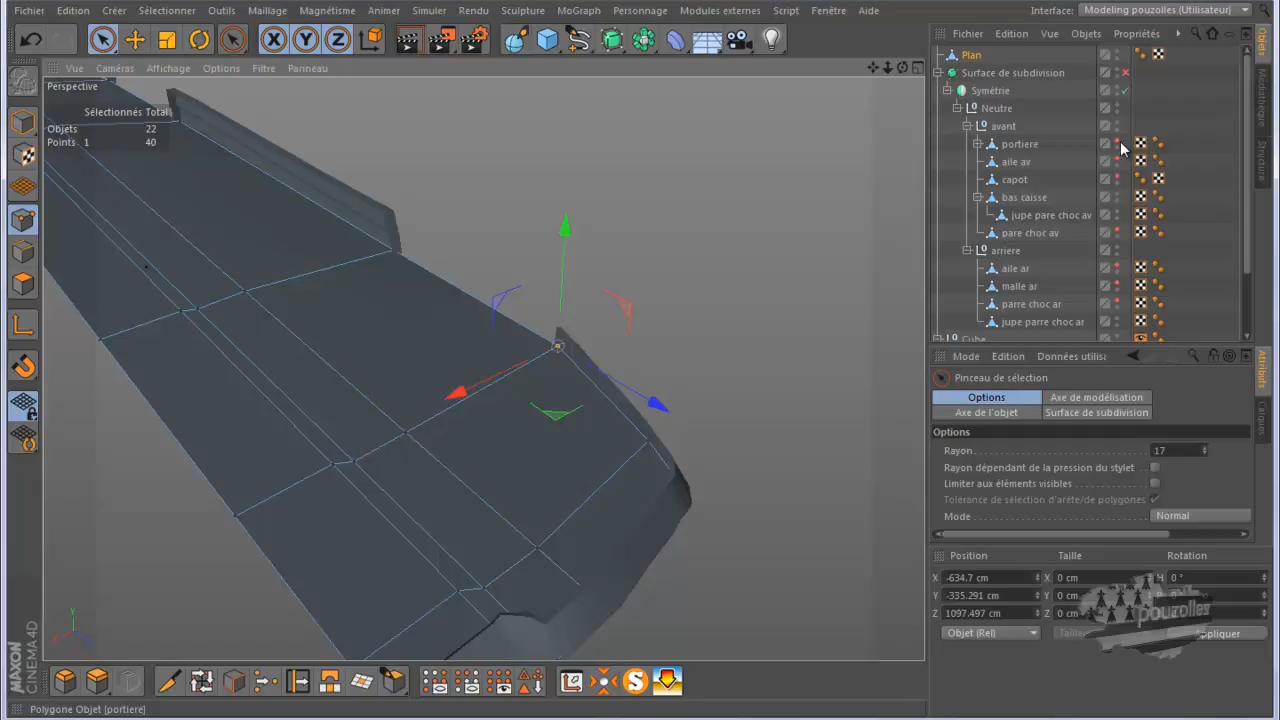 Fichier Edition Créer Sélectionner Outils Maillage Magnétisme Animer Simuler Rendu Sculpture MoGraph Personnage Modules externes Script Fenêtre Aide Interface: Modeling pouzolles (Utilisateur)
X Y Z
Fichier Edition Vue Objets Propriétés
Vue Caméras Affichage Options Filtre Panneau
Perspective
Sélectionnés Total
Objets 22
Points 1 40
Plan
Surface de subdivision
Symétrie
Neutre
avant
portiere
aile av
capot
bas caisse
jupe pare choc av
pare choc av
arriere
aile ar
malle ar
parre choc ar
jupe parre choc ar
Cube
Objets
Médiathèque
Structure
Mode Edition Données utilis
Attributs
Calques
Pinceau de sélection
Options Axe de modélisation
Axe de l'objet Surface de subdivision
Options
Rayon 17
Rayon dépendant de la pression du stylet
Limiter aux éléments visibles
Tolérance de sélection d'arête/de polygones
Mode Normal
Position Taille Rotation
X -634.7 cm X 0 cm H 0 °
Y -335.291 cm Y 0 cm
Z 1097.497 cm Z 0 cm
Objet (Rel) Taille Appliquer
pouzolles
Y
MAXON
CINEMA 4D
S
Polygone Objet [portiere]